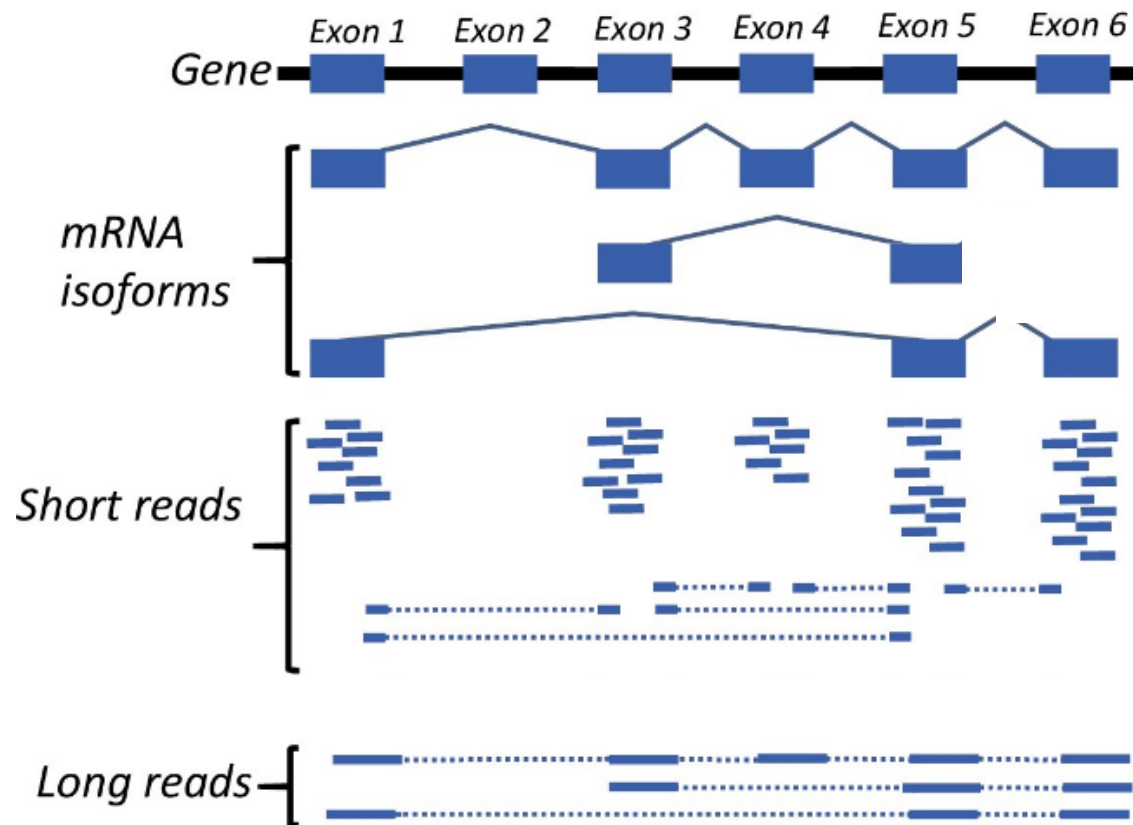 Exon 1 Exon 2 Exon 3 Exon 4 Exon 5 Exon 6
Gene
mRNA
isoforms
Short reads
Long reads